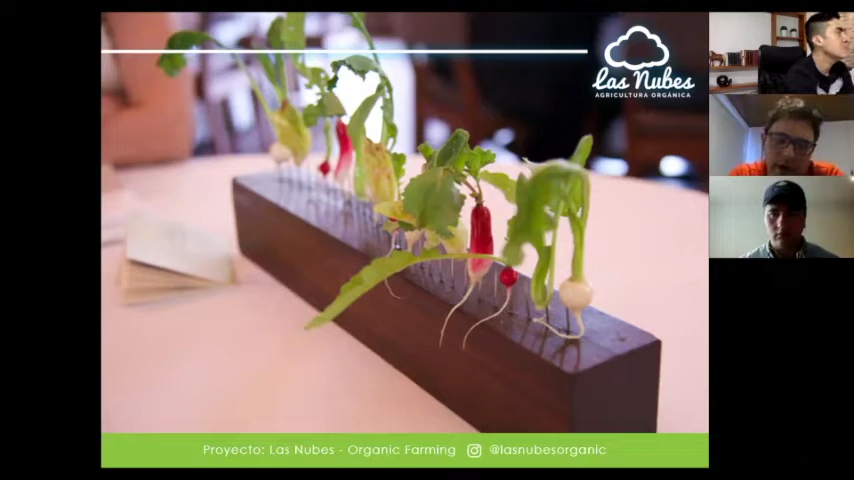 Las Nubes
AGRICULTURA ORGÁNICA
Proyecto: Las Nubes - Organic Farming @lasnubesorganic